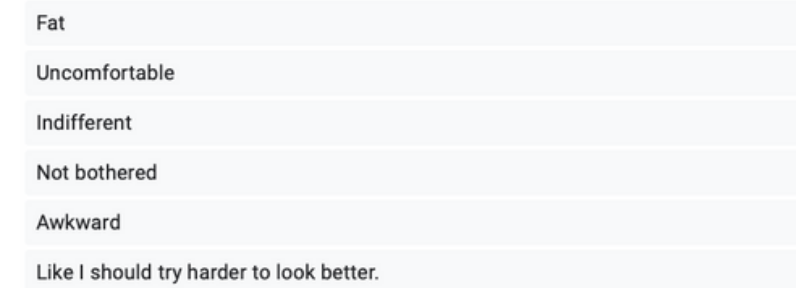 Fat
Uncomfortable
Indifferent
Not bothered
Awkward
Like I should try harder to look better.